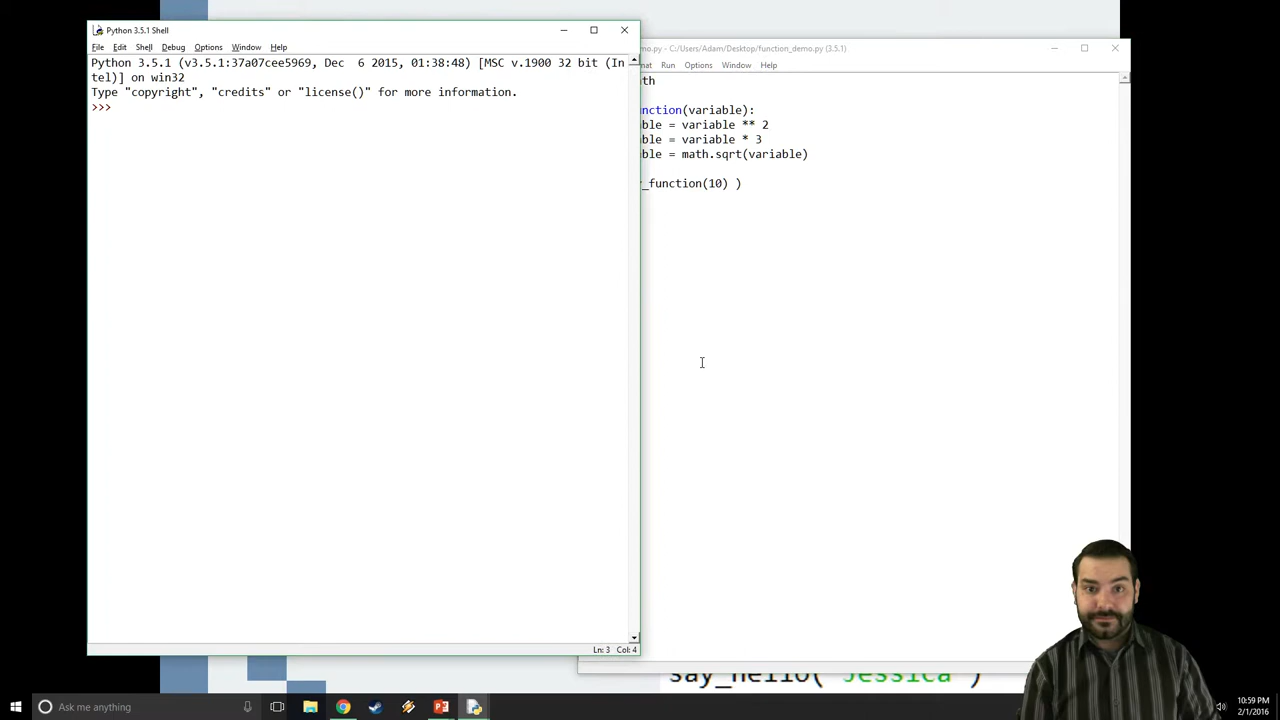 Python 3.5.1 Shell
File Edit Shell Debug Options Window Help
Python 3.5.1 (v3.5.1:37a07cee5969, Dec  6 2015, 01:38:48) [MSC v.1900 32 bit (In
tel)] on win32
Type "copyright", "credits" or "license()" for more information.
>>>
Ln: 3 Col: 4
mo.py - C:/Users/Adam/Desktop/function_demo.py (3.5.1)
mat Run Options Window Help
th
unction(variable):
ble = variable ** 2
ble = variable * 3
ble = math.sqrt(variable)
_function(10) )
say_hello("Jessica")
Ask me anything
10:59 PM
2/1/2016